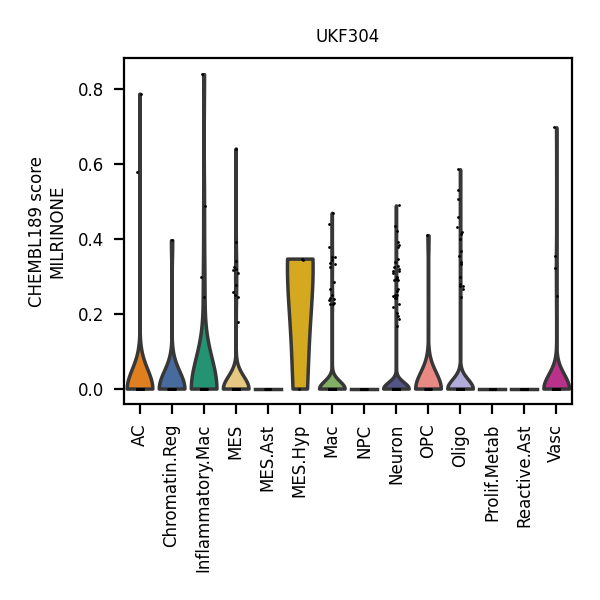 UKF304
CHEMBL189 score
MILRINONE
0.8
0.6
0.4
0.2
0.0
AC
Chromatin.Reg
Inflammatory.Mac
MES
MES.Ast
MES.Hyp
Mac
NPC
Neuron
OPC
Oligo
Prolif.Metab
Reactive.Ast
Vasc